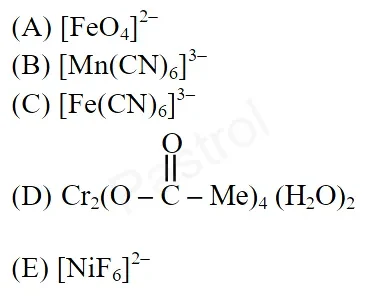 (A) [FeO₄]²⁻
(B) [Mn(CN)₆]³⁻
(C) [Fe(CN)₆]³⁻
O
||
(D) Cr₂(O – C – Me)₄ (H₂O)₂
(E) [NiF₆]²⁻